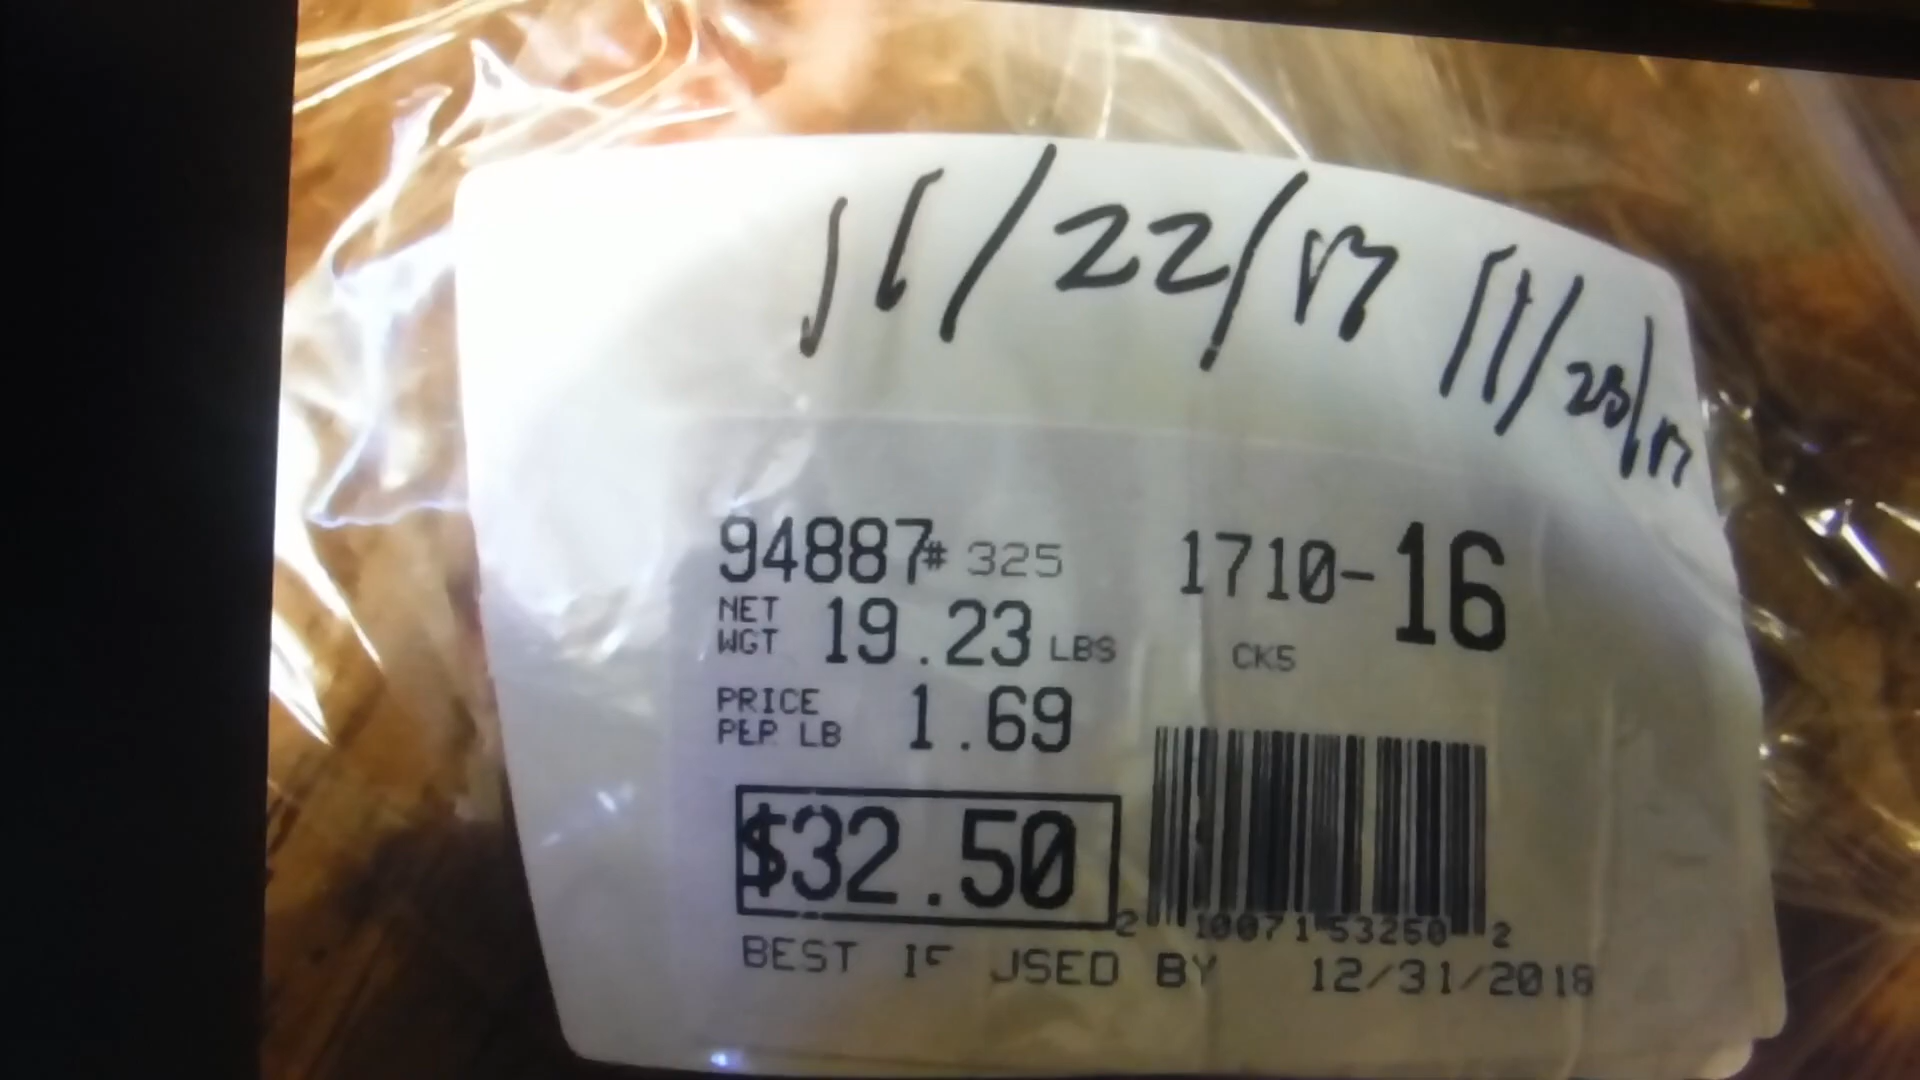 11/22/17 11/23/17
94887# 325 1710-16
NET WGT 19.23 LBS CK5
PRICE PER LB 1.69
$32.50
2 10071 53250 2
BEST IF USED BY 12/31/2018